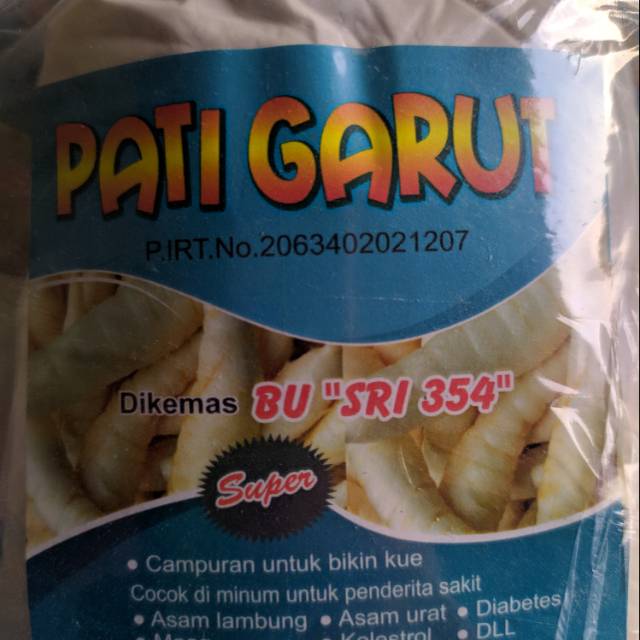 PATI GARUT
P.IRT.No.2063402021207
Dikemas BU "SRI 354"
Super
• Campuran untuk bikin kue
Cocok di minum untuk penderita sakit
• Asam lambung • Asam urat • Diabetes
• Kolestrol • DLL